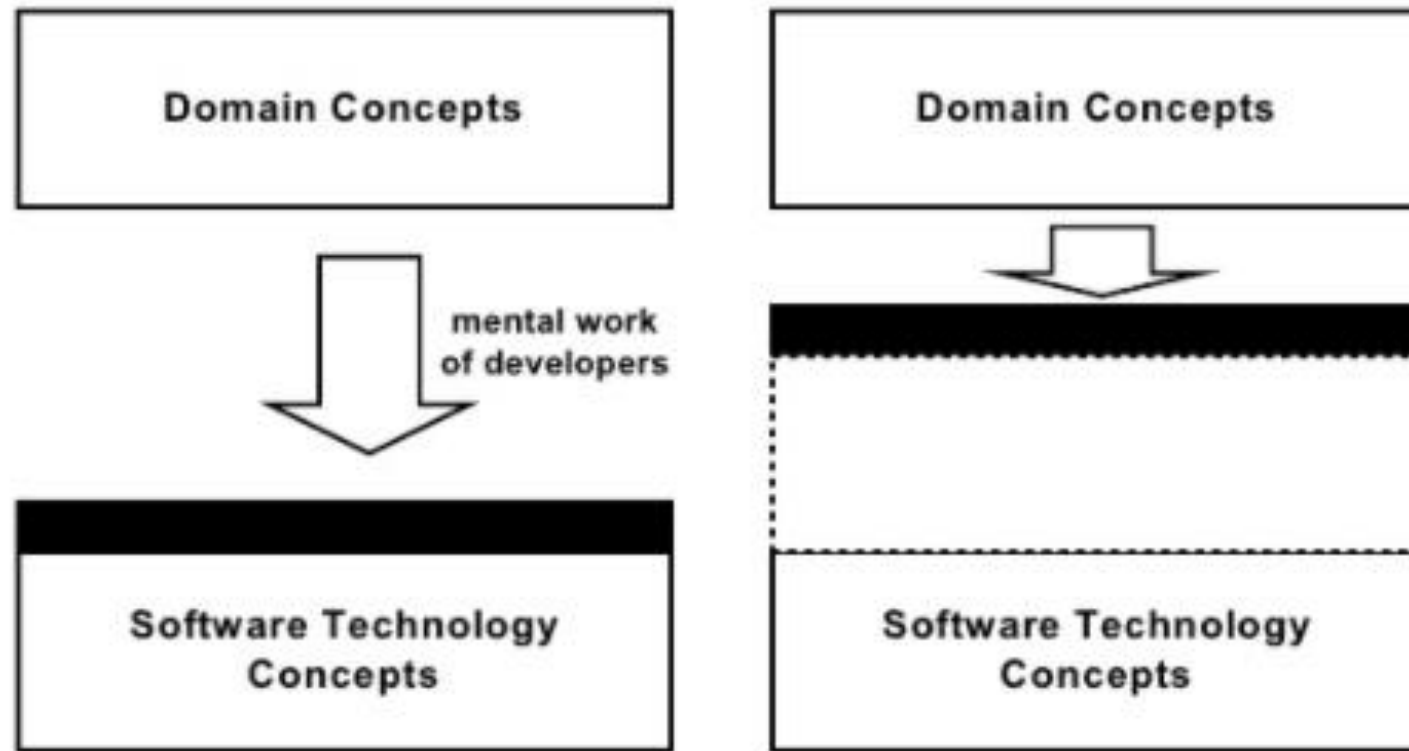 Domain Concepts
mental work
of developers
Software Technology
Concepts
Domain Concepts
Software Technology
Concepts